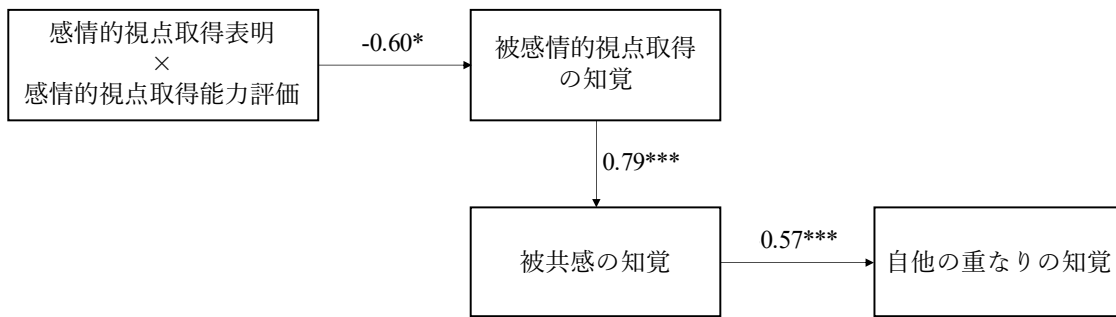 感情的視点取得表明
×
感情的視点取得能力評価
-0.60*
被感情的視点取得
の知覚
0.79***
被共感の知覚
0.57***
自他の重なりの知覚